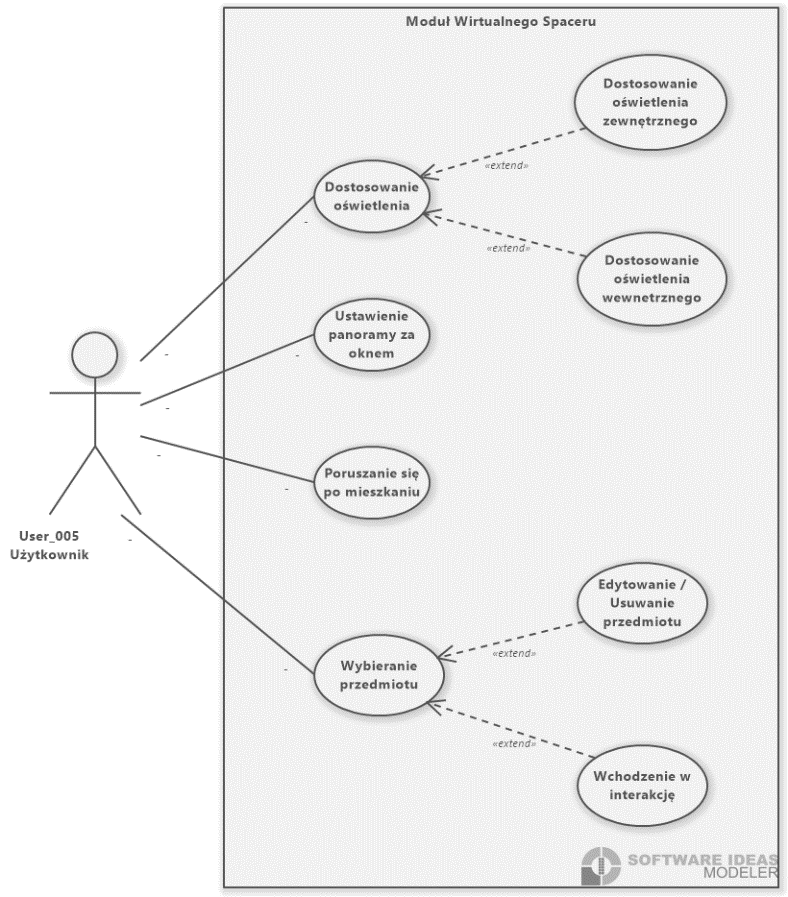 Moduł Wirtualnego Spaceru
Dostosowanie
oświetlenia
zewnętrznego
«extend»
Dostosowanie
oświetlenia
«extend»
Dostosowanie
oświetlenia
wewnetrznego
-
-
Ustawienie
panoramy za
oknem
-
-
-
Poruszanie się
po mieszkaniu
-
User_005
Użytkownik
-
Edytowanie /
Usuwanie
przedmiotu
«extend»
Wybieranie
przedmiotu
-
«extend»
Wchodzenie w
interakcję
SOFTWARE IDEAS
MODELER